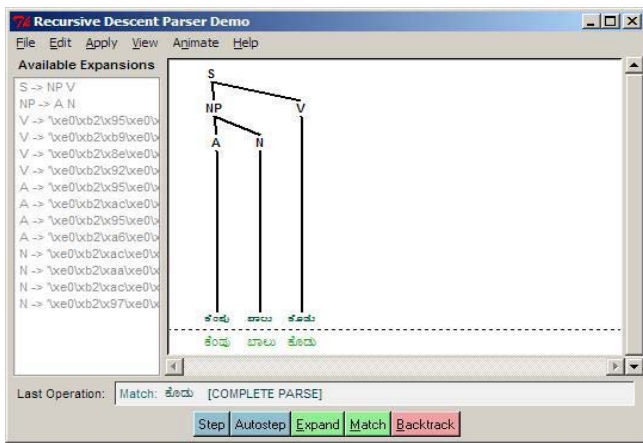 Recursive Descent Parser Demo
File Edit Apply View Animate Help
Available Expansions
S -> NP V
NP -> A N
V -> "\xe0\xb2\x95\xe0\x
V -> "\xe0\xb2\xb9\xe0\x
V -> "\xe0\xb2\x8e\xe0\x
V -> "\xe0\xb2\x92\xe0\x
A -> "\xe0\xb2\x95\xe0\x
A -> "\xe0\xb2\xac\xe0\x
A -> "\xe0\xb2\x95\xe0\x
A -> "\xe0\xb2\xa6\xe0\x
N -> "\xe0\xb2\xac\xe0\x
N -> "\xe0\xb2\xaa\xe0\x
N -> "\xe0\xb2\xac\xe0\x
N -> "\xe0\xb2\x97\xe0\x
S
NP V
A N
ಕೆಂಪು ಬಾಲು ಕೊಡು
ಕೆಂಪು ಬಾಲು ಕೊಡು
Last Operation: Match: ಕೊಡು [COMPLETE PARSE]
Step Autostep Expand Match Backtrack